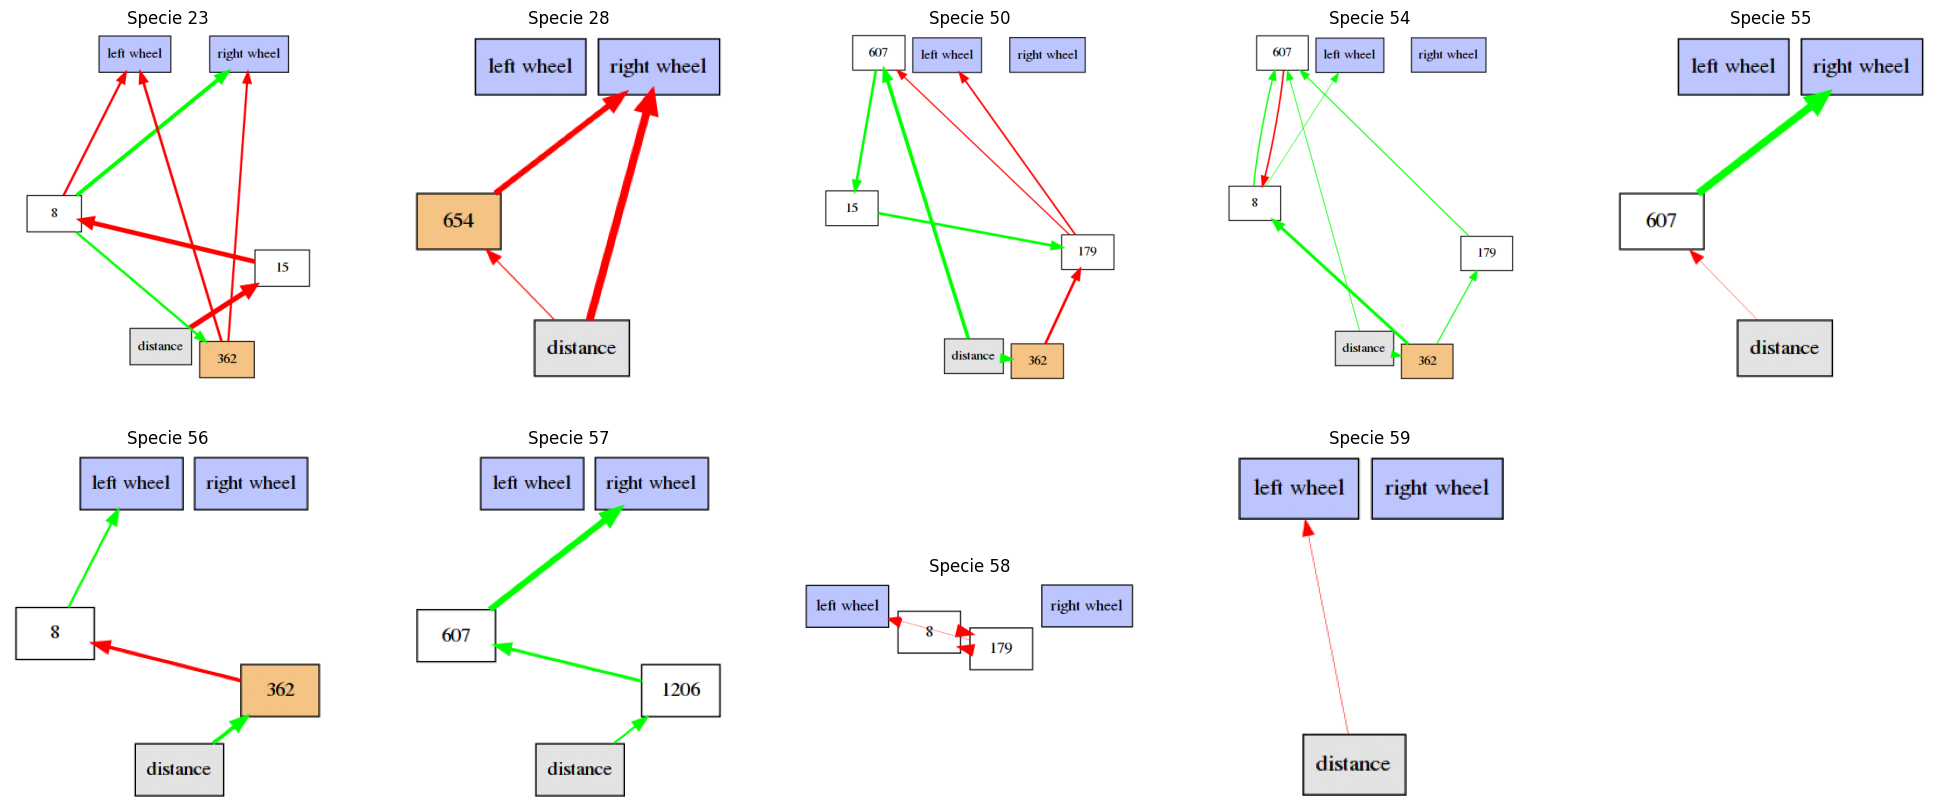 Specie 23
left wheel
right wheel
8
15
distance
362
Specie 28
left wheel
right wheel
654
distance
Specie 50
607
left wheel
right wheel
15
179
distance
362
Specie 54
607
left wheel
right wheel
8
179
distance
362
Specie 55
left wheel
right wheel
607
distance
Specie 56
left wheel
right wheel
8
362
distance
Specie 57
left wheel
right wheel
607
1206
distance
Specie 58
left wheel
right wheel
8
179
Specie 59
left wheel
right wheel
distance